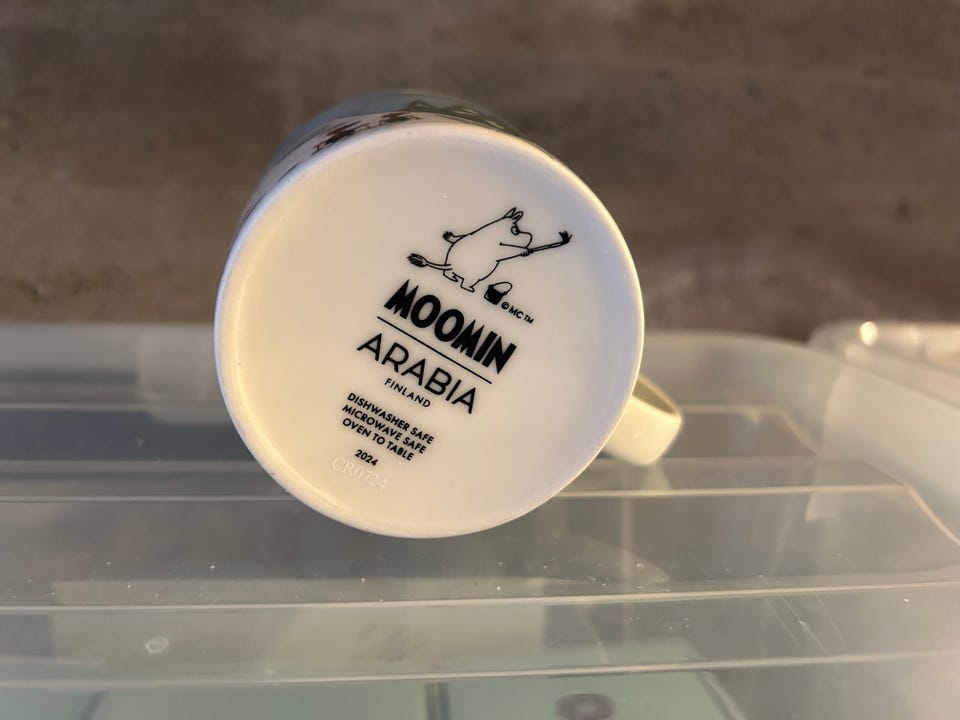 ©MC™
MOOMIN
ARABIA
FINLAND
DISHWASHER SAFE
MICROWAVE SAFE
OVEN TO TABLE
2024
CR0724